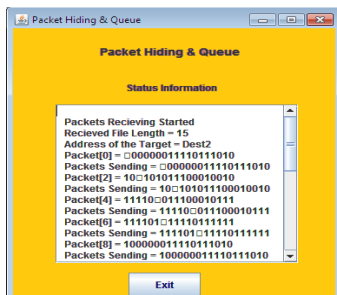 Packet Hiding & Queue
Packet Hiding & Queue
Status Information
Packets Recieving Started
Recieved File Length = 15
Address of the Target = Dest2
Packet[0] = □00000011110111010
Packets Sending = □00000011110111010
Packet[2] = 10□101011100010010
Packets Sending = 10□101011100010010
Packet[4] = 11110□011100010111
Packets Sending = 11110□011100010111
Packet[6] = 111101□11110111111
Packets Sending = 111101□11110111111
Packet[8] = 100000011110111010
Packets Sending = 100000011110111010
Exit